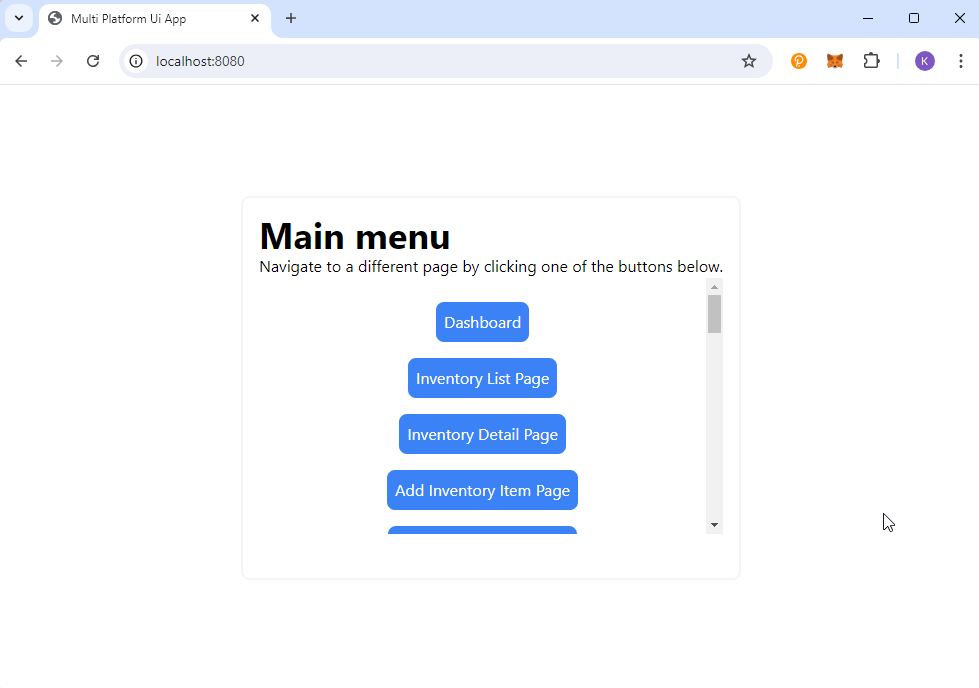 Multi Platform Ui App
localhost:8080
K
Main menu
Navigate to a different page by clicking one of the buttons below.
Dashboard
Inventory List Page
Inventory Detail Page
Add Inventory Item Page